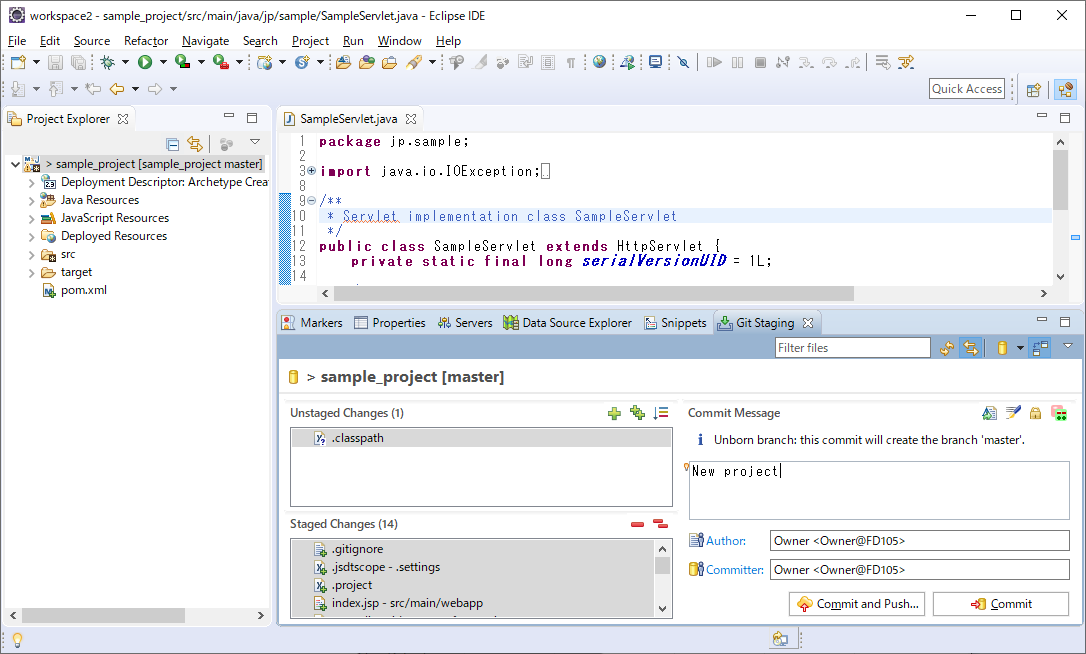 workspace2 - sample_project/src/main/java/jp/sample/SampleServlet.java - Eclipse IDE
File Edit Source Refactor Navigate Search Project Run Window Help
Quick Access
Project Explorer
> sample_project [sample_project master]
Deployment Descriptor: Archetype Crea
Java Resources
JavaScript Resources
Deployed Resources
src
target
pom.xml
SampleServlet.java
1 package jp.sample;
2
3 import java.io.IOException;
8
9 /**
10 * Servlet implementation class SampleServlet
11 */
12 public class SampleServlet extends HttpServlet {
13 private static final long serialVersionUID = 1L;
14
Markers Properties Servers Data Source Explorer Snippets Git Staging
Filter files
> sample_project [master]
Unstaged Changes (1)
.classpath
Staged Changes (14)
.gitignore
.jsdtscope - .settings
.project
index.jsp - src/main/webapp
Commit Message
Unborn branch: this commit will create the branch 'master'.
New project
Author: Owner <Owner@FD105>
Committer: Owner <Owner@FD105>
Commit and Push... Commit